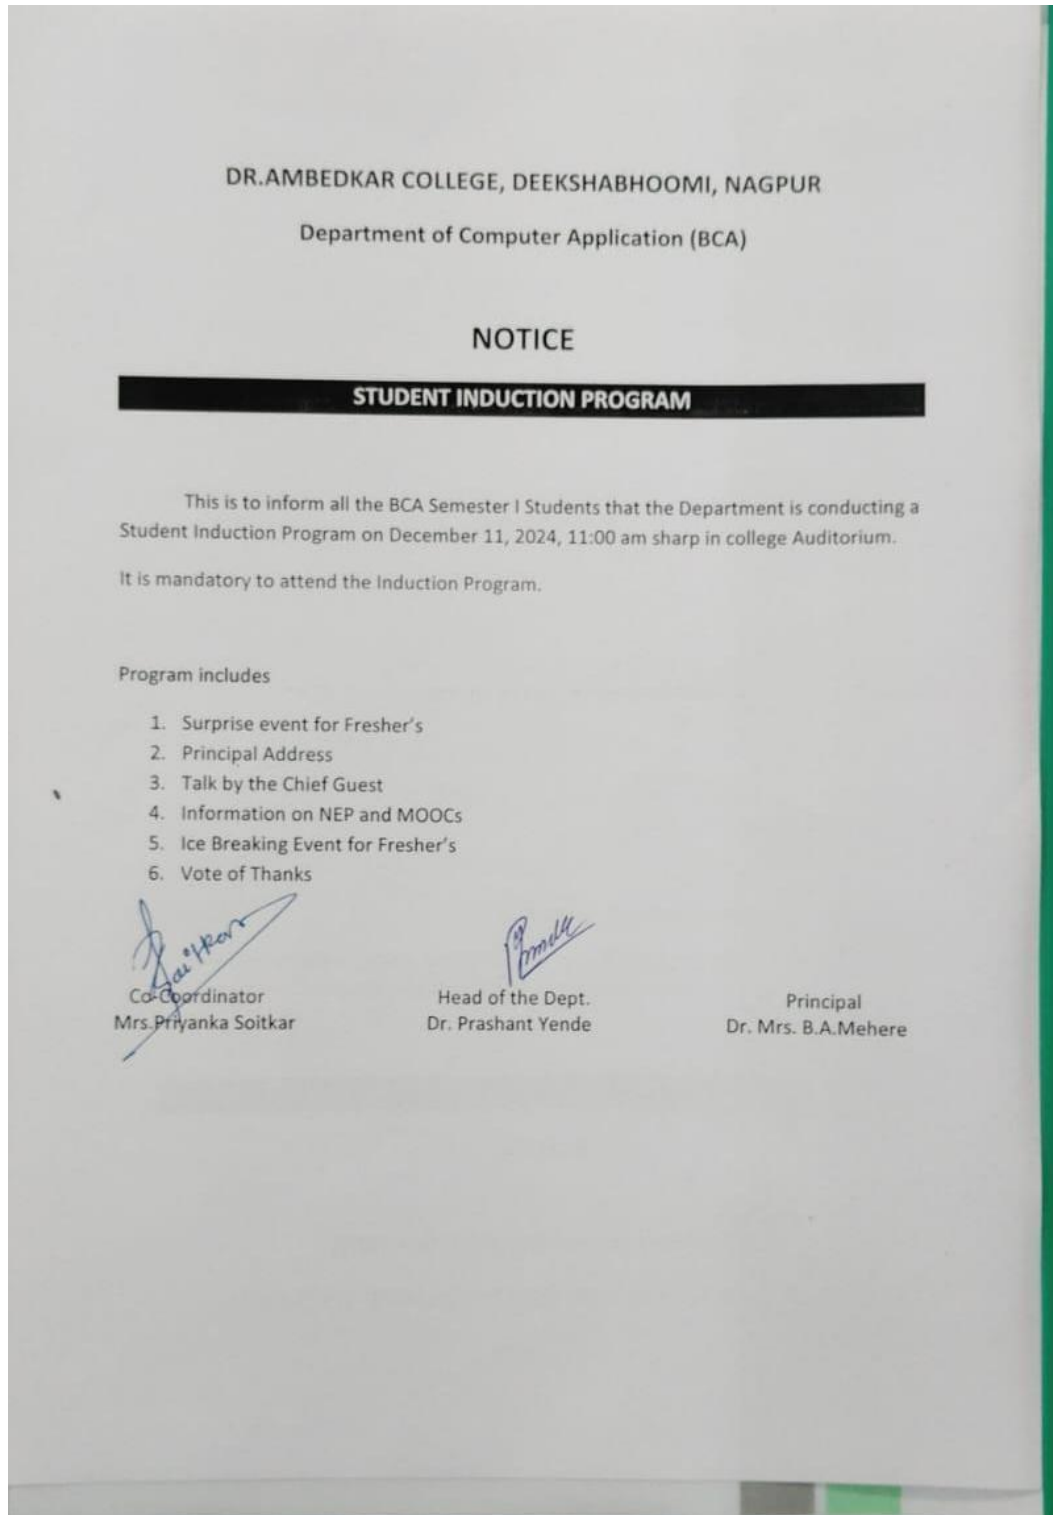 DR.AMBEDKAR COLLEGE, DEEKSHABHOOMI, NAGPUR
Department of Computer Application (BCA)
NOTICE
STUDENT INDUCTION PROGRAM
This is to inform all the BCA Semester I Students that the Department is conducting a
Student Induction Program on December 11, 2024, 11:00 am sharp in college Auditorium.
It is mandatory to attend the Induction Program.
Program includes
1. Surprise event for Fresher's
2. Principal Address
3. Talk by the Chief Guest
4. Information on NEP and MOOCs
5. Ice Breaking Event for Fresher's
6. Vote of Thanks
Co-Coordinator
Mrs.Priyanka Soitkar
Head of the Dept.
Dr. Prashant Yende
Principal
Dr. Mrs. B.A.Mehere